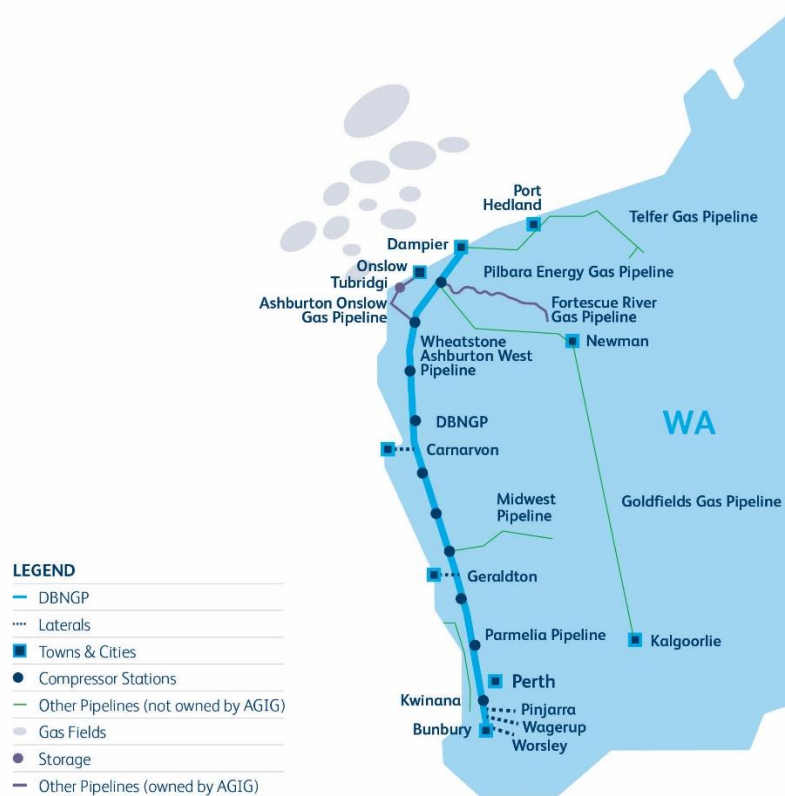 Port
Hedland
Telfer Gas Pipeline
Dampier
Onslow
Tubridgi
Pilbara Energy Gas Pipeline
Ashburton Onslow
Gas Pipeline
Fortescue River
Gas Pipeline
Wheatstone
Ashburton West
Pipeline
Newman
WA
DBNGP
Carnarvon
Midwest
Pipeline
Goldfields Gas Pipeline
Geraldton
Parmelia Pipeline
Kalgoorlie
Perth
Kwinana
Pinjarra
Wagerup
Bunbury
Worsley
LEGEND
DBNGP
Laterals
Towns & Cities
Compressor Stations
Other Pipelines (not owned by AGIG)
Gas Fields
Storage
Other Pipelines (owned by AGIG)